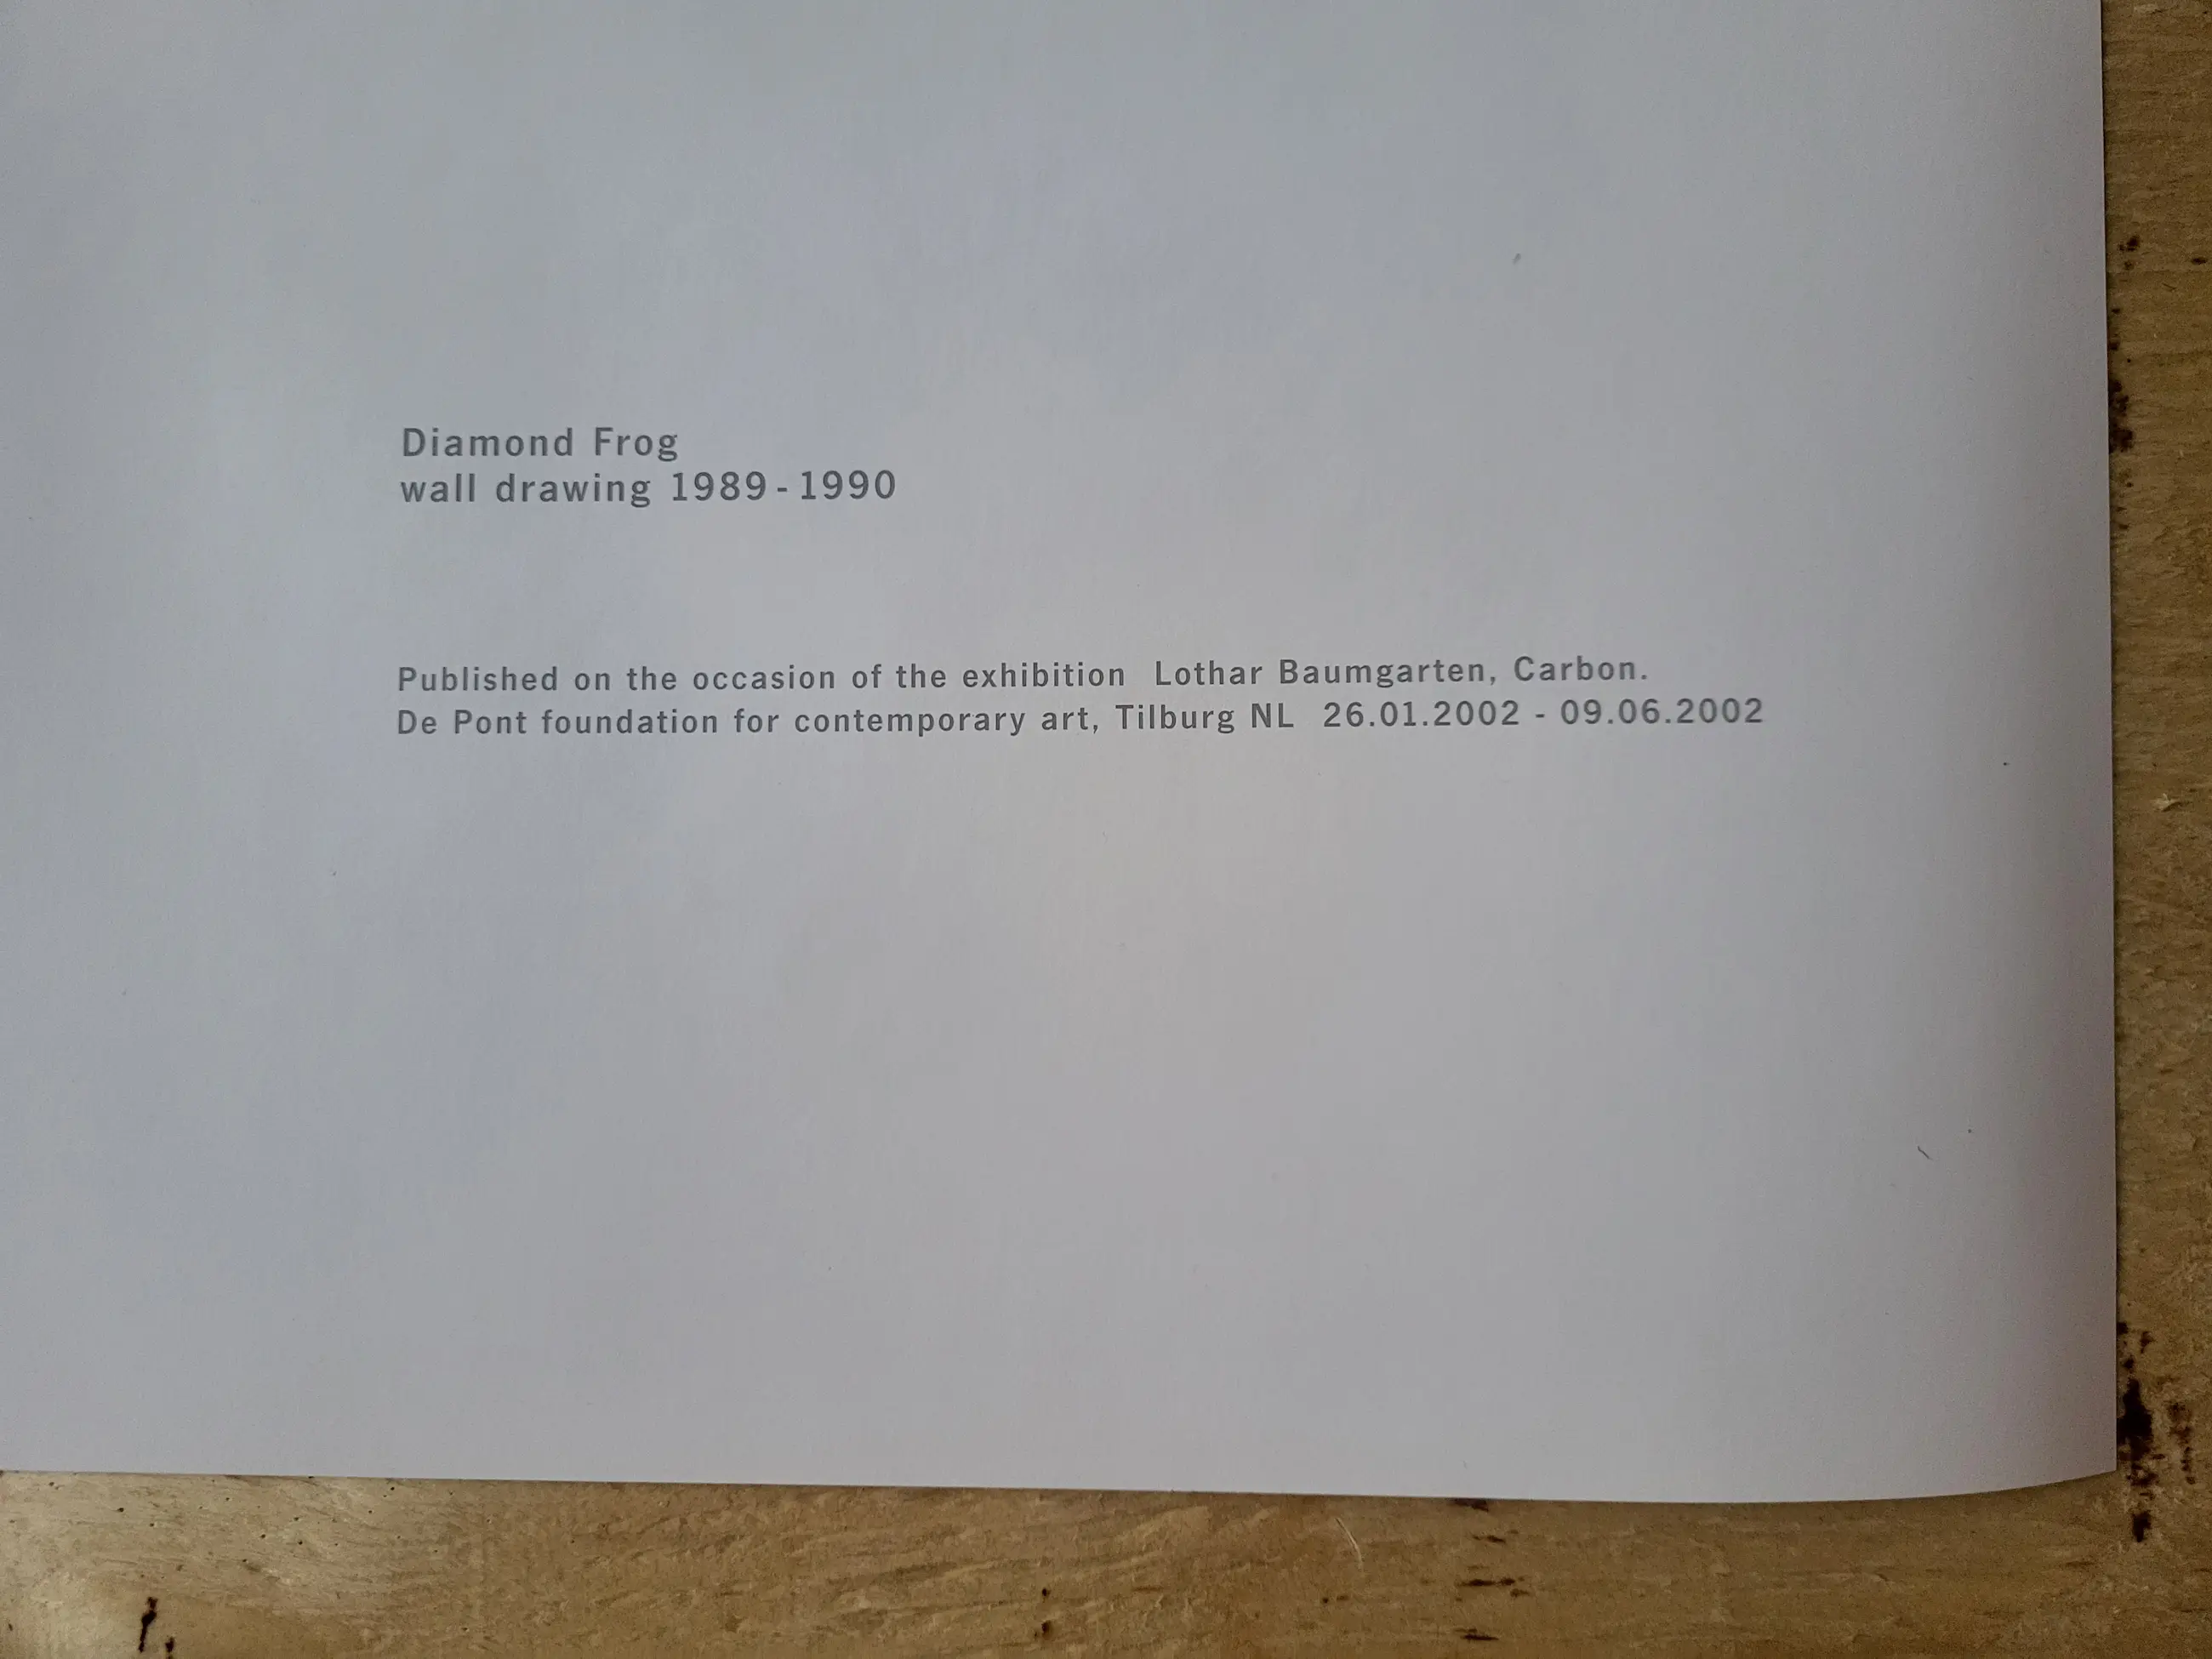 Diamond Frog
wall drawing 1989 - 1990
Published on the occasion of the exhibition Lothar Baumgarten, Carbon.
De Pont foundation for contemporary art, Tilburg NL 26.01.2002 - 09.06.2002